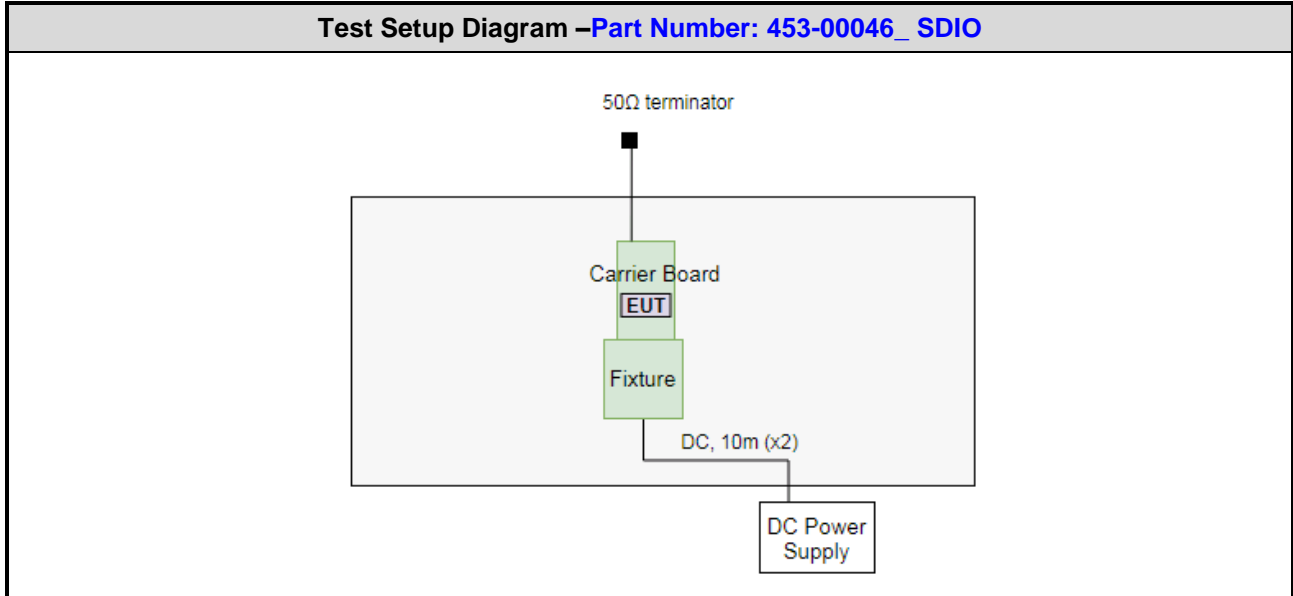 Test Setup Diagram –Part Number: 453-00046_ SDIO
50Ω terminator
Carrier Board
EUT
Fixture
DC, 10m (x2)
DC Power
Supply